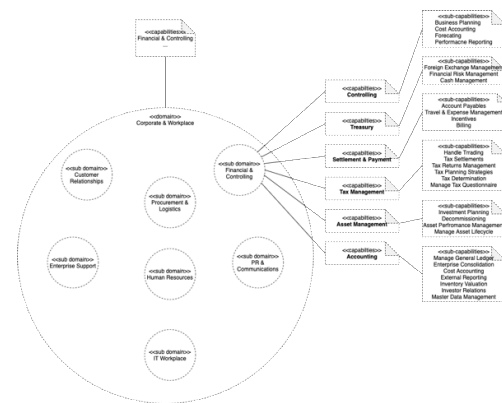 <<capabilities>>
Financial & Controlling
...
<<domain>>
Corporate & Workplace
<<sub domain>>
Customer
Relationships
<<sub domain>>
Procurement &
Logistics
<<sub domain>>
Financial &
Controlling
<<sub domain>>
Enterprise Support
<<sub domain>>
Human Resources
<<sub domain>>
PR &
Communications
<<sub domain>>
IT Workplace
<<capabilities>>
Controlling
<<capabilities>>
Treasury
<<capabilities>>
Settlement & Payment
<<capabilities>>
Tax Management
<<capabilities>>
Asset Management
<<capabilities>>
Accounting
<<sub-capabilities>>
Business Planning
Cost Accounting
Forecating
Performacne Reporting
<<sub-capabilities>>
Foreign Exchange Management
Financial Risk Management
Cash Management
<<sub-capabilities>>
Account Payables
Travel & Expense Management
Incentives
Billing
<<sub-capabilities>>
Handle Trrading
Tax Settlements
Tax Returns Management
Tax Planning Strategies
Tax Determination
Manage Tax Questionnaire
<<sub-capabilities>>
Investment Planning
Decommissioning
Asset Perfromance Management
Manage Asset Lifecycle
<<sub-capabilities>>
Manage General Ledger
Enterprise Consolidation
Cost Accounting
External Reporting
Inventory Valuation
Investor Relations
Master Data Management